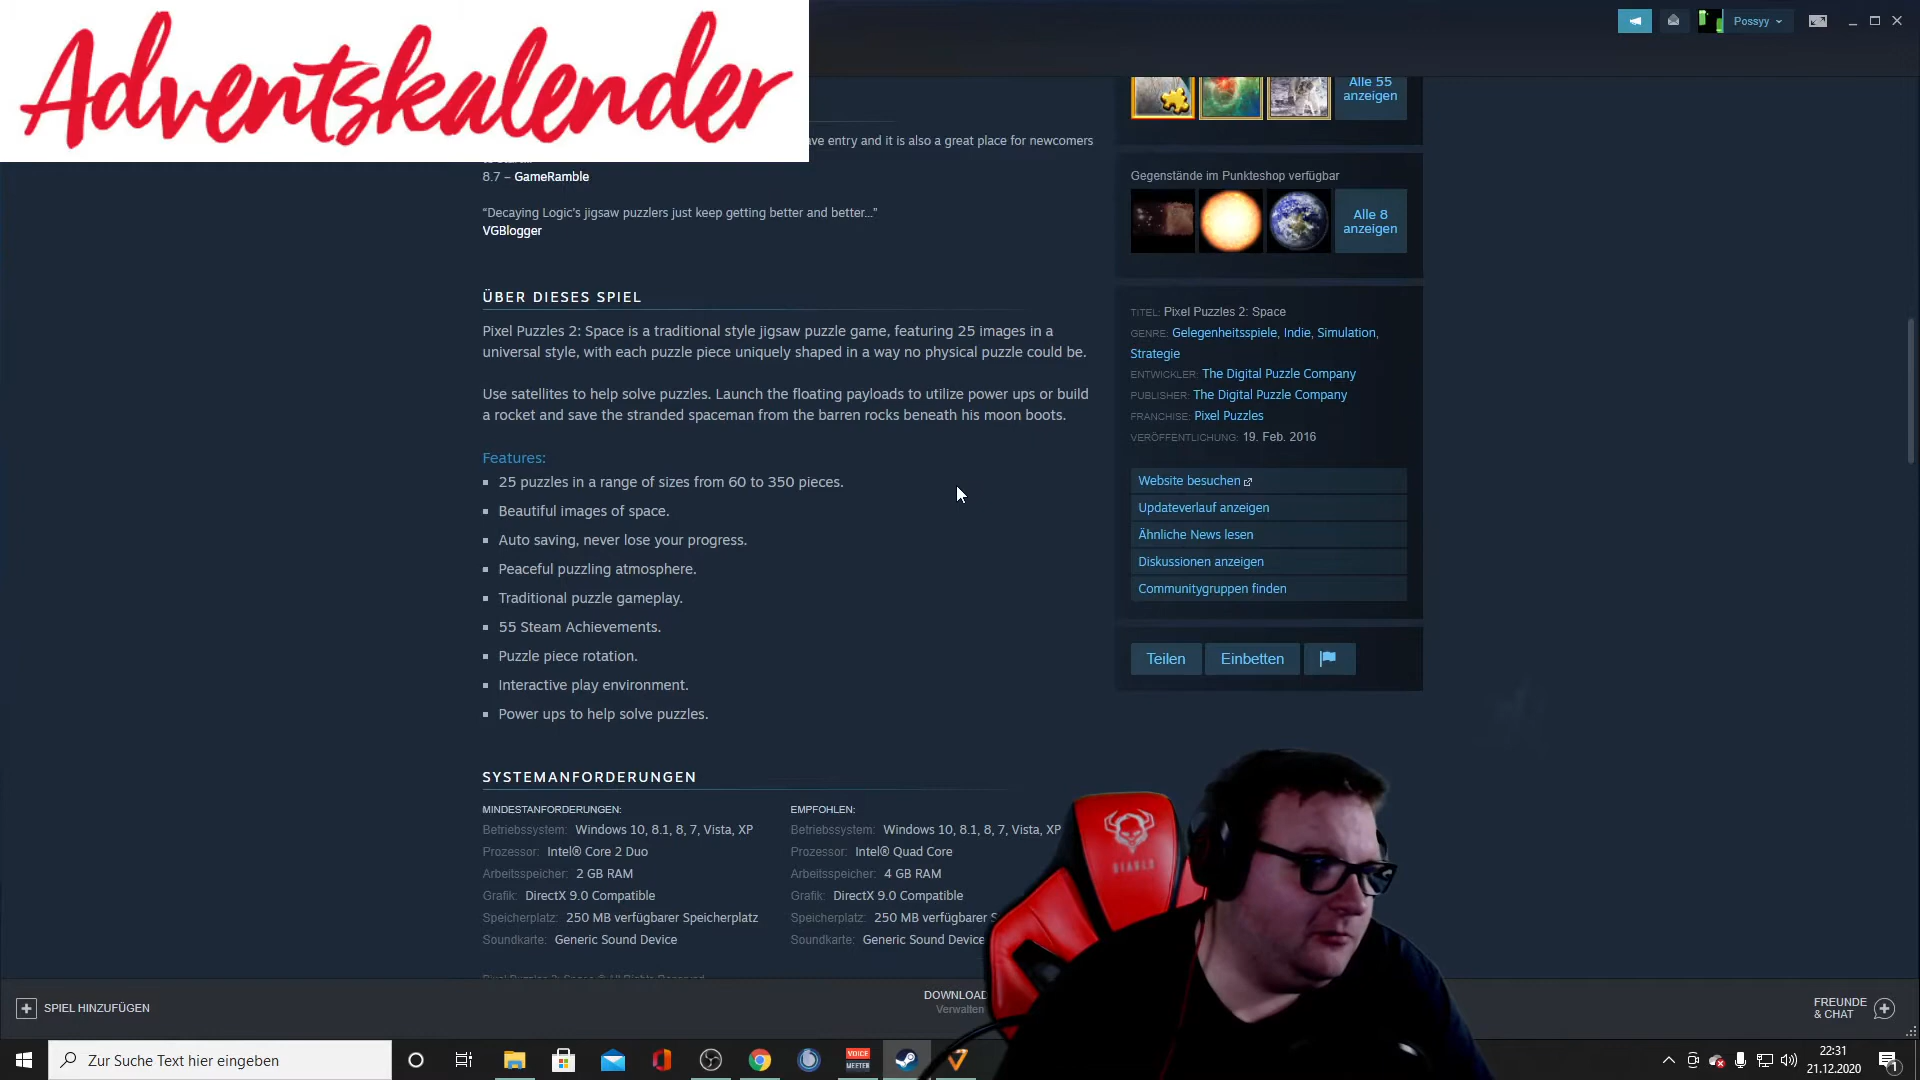 Adventskalender
Possyy
ave entry and it is also a great place for newcomers
8.7 – GameRamble
“Decaying Logic's jigsaw puzzlers just keep getting better and better...”
VGBlogger
ÜBER DIESES SPIEL
Pixel Puzzles 2: Space is a traditional style jigsaw puzzle game, featuring 25 images in a
universal style, with each puzzle piece uniquely shaped in a way no physical puzzle could be.
Use satellites to help solve puzzles. Launch the floating payloads to utilize power ups or build
a rocket and save the stranded spaceman from the barren rocks beneath his moon boots.
Features:
25 puzzles in a range of sizes from 60 to 350 pieces.
Beautiful images of space.
Auto saving, never lose your progress.
Peaceful puzzling atmosphere.
Traditional puzzle gameplay.
55 Steam Achievements.
Puzzle piece rotation.
Interactive play environment.
Power ups to help solve puzzles.
SYSTEMANFORDERUNGEN
MINDESTANFORDERUNGEN:
Betriebssystem: Windows 10, 8.1, 8, 7, Vista, XP
Prozessor: Intel® Core 2 Duo
Arbeitsspeicher: 2 GB RAM
Grafik: DirectX 9.0 Compatible
Speicherplatz: 250 MB verfügbarer Speicherplatz
Soundkarte: Generic Sound Device
EMPFOHLEN:
Betriebssystem: Windows 10, 8.1, 8, 7, Vista, XP
Prozessor: Intel® Quad Core
Arbeitsspeicher: 4 GB RAM
Grafik: DirectX 9.0 Compatible
Speicherplatz: 250 MB verfügbarer S
Soundkarte: Generic Sound Device
Pixel Puzzles 2: Space © All Rights Reserved
Alle 55
anzeigen
Gegenstände im Punkteshop verfügbar
Alle 8
anzeigen
TITEL: Pixel Puzzles 2: Space
GENRE: Gelegenheitsspiele, Indie, Simulation,
Strategie
ENTWICKLER: The Digital Puzzle Company
PUBLISHER: The Digital Puzzle Company
FRANCHISE: Pixel Puzzles
VERÖFFENTLICHUNG: 19. Feb. 2016
Website besuchen
Updateverlauf anzeigen
Ähnliche News lesen
Diskussionen anzeigen
Communitygruppen finden
Teilen
Einbetten
DIABLO
SPIEL HINZUFÜGEN
DOWNLOAD
Verwalten
FREUNDE
& CHAT
Zur Suche Text hier eingeben
VOICE
MEETER
22:31
21.12.2020
1